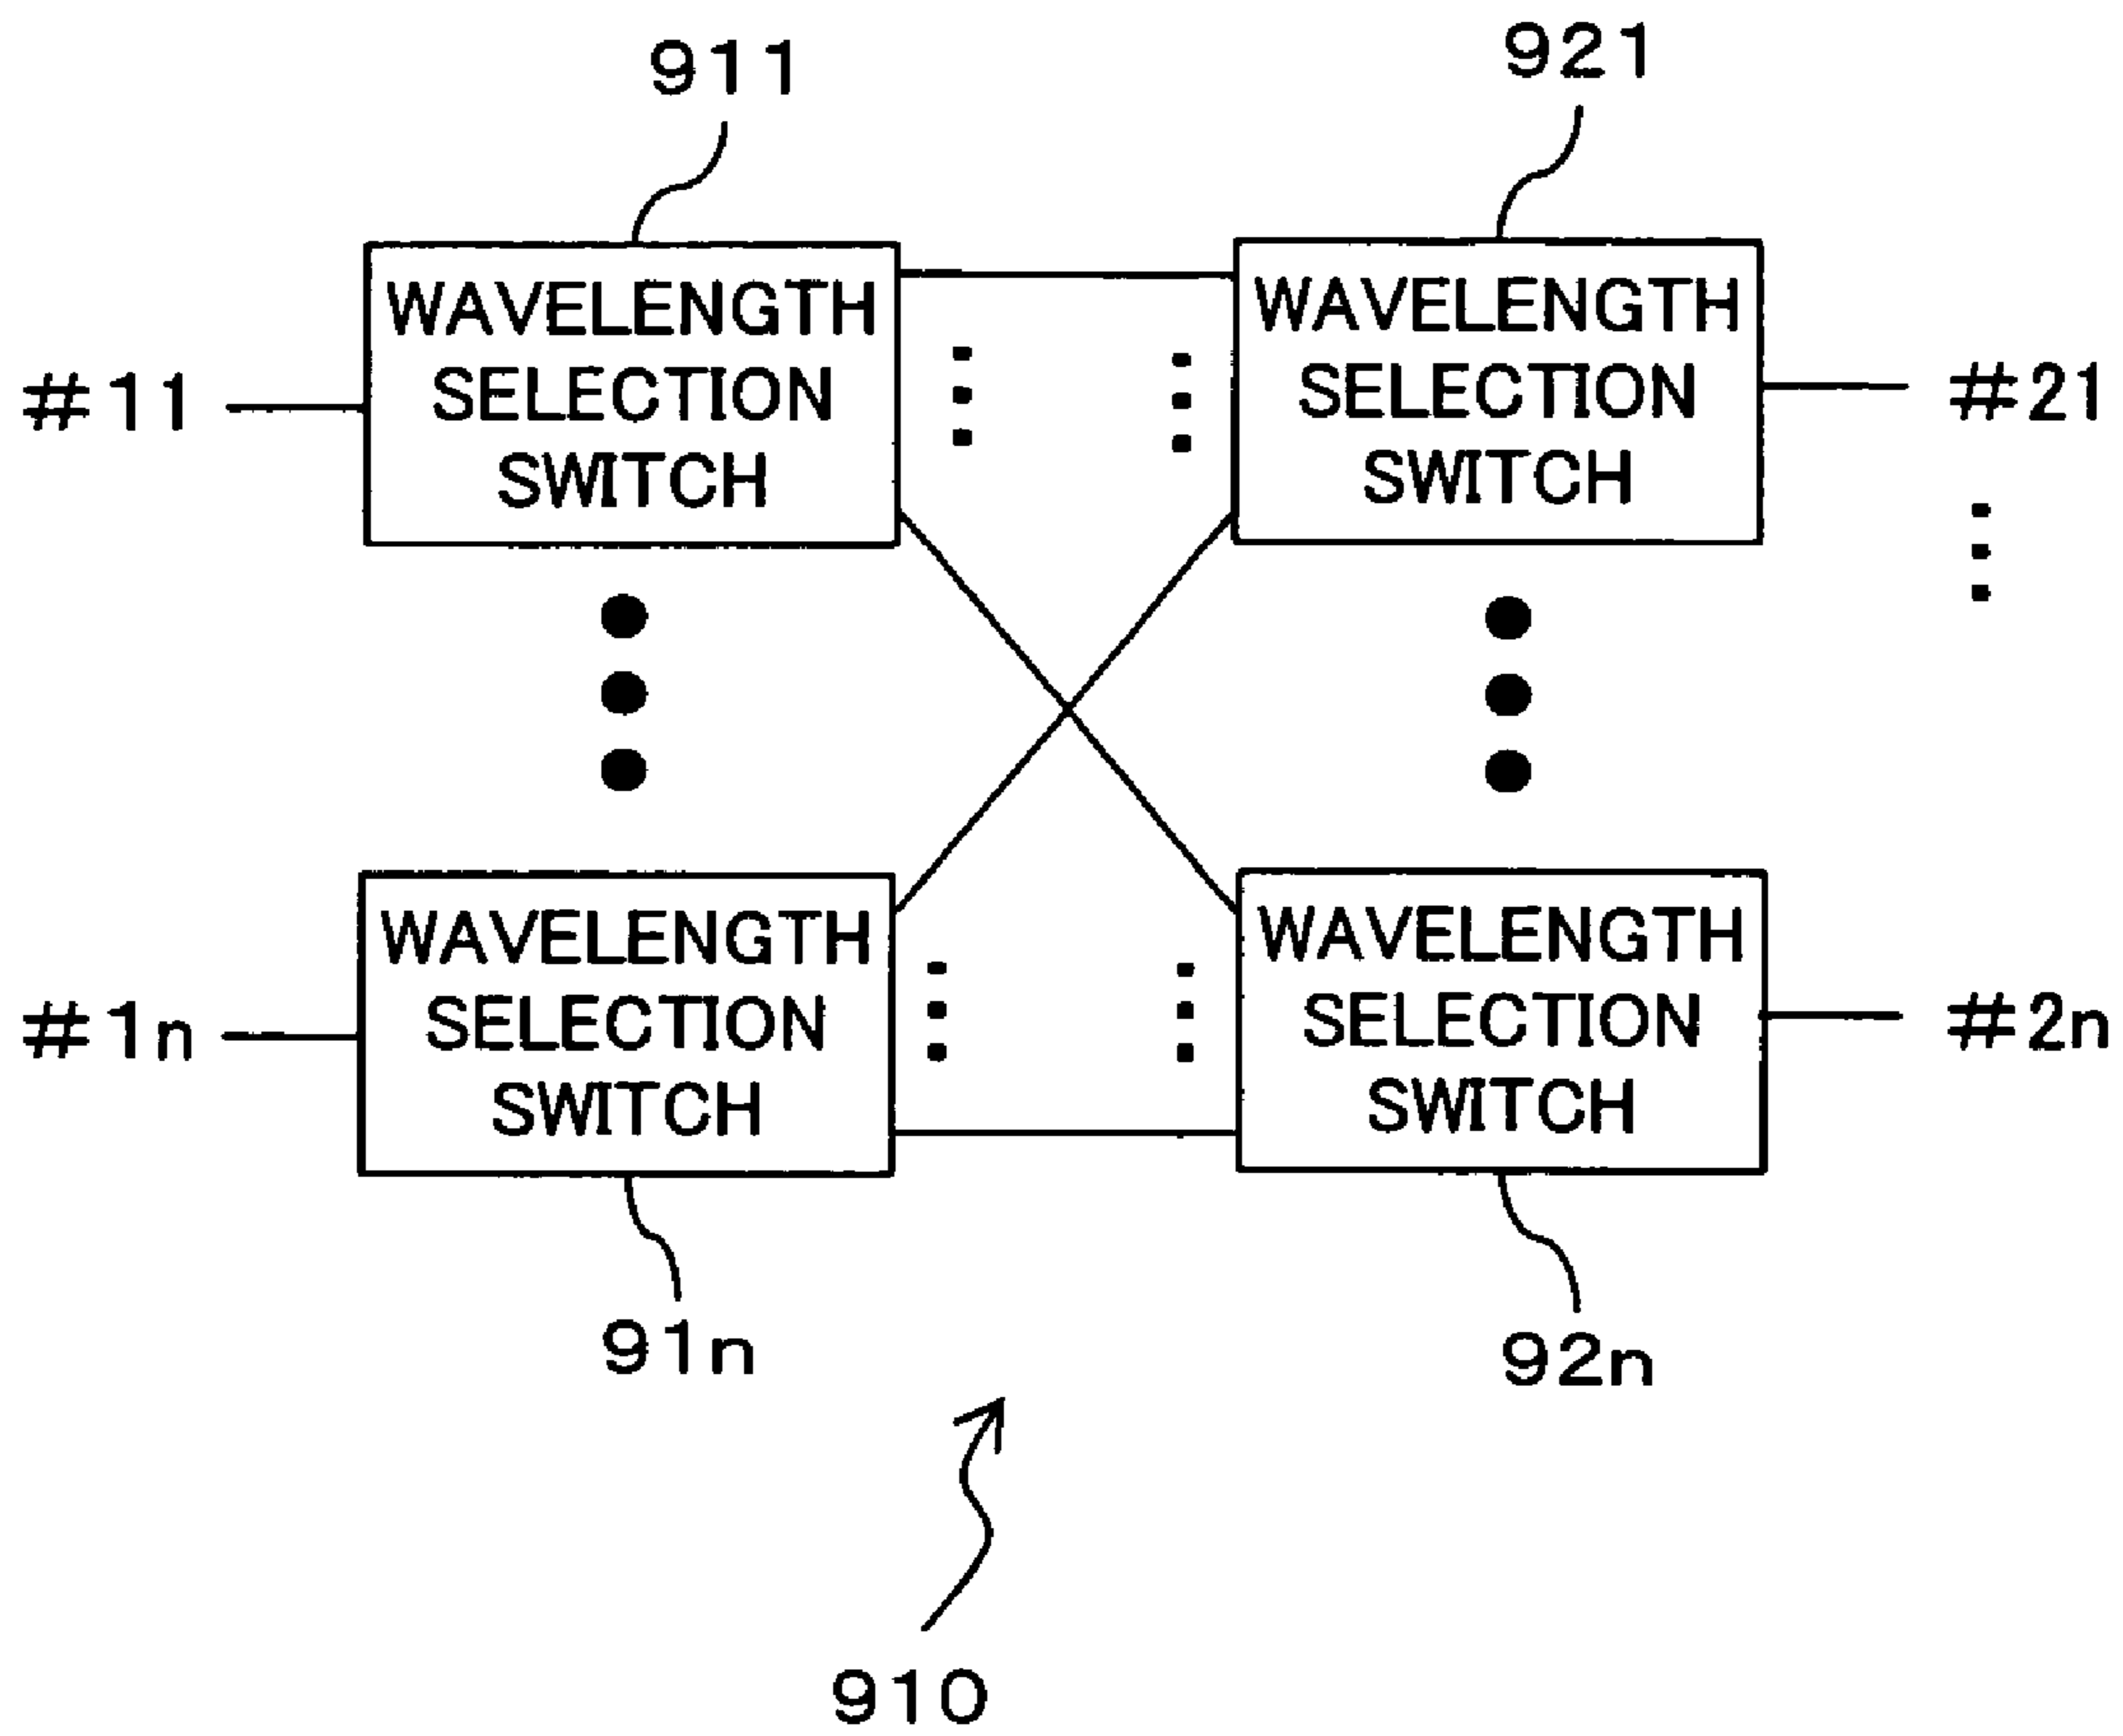 911
921
WAVELENGTH
SELECTION
SWITCH
WAVELENGTH
SELECTION
SWITCH
#11
#21
WAVELENGTH
SELECTION
SWITCH
WAVELENGTH
SELECTION
SWITCH
#1n
#2n
91n
92n
910